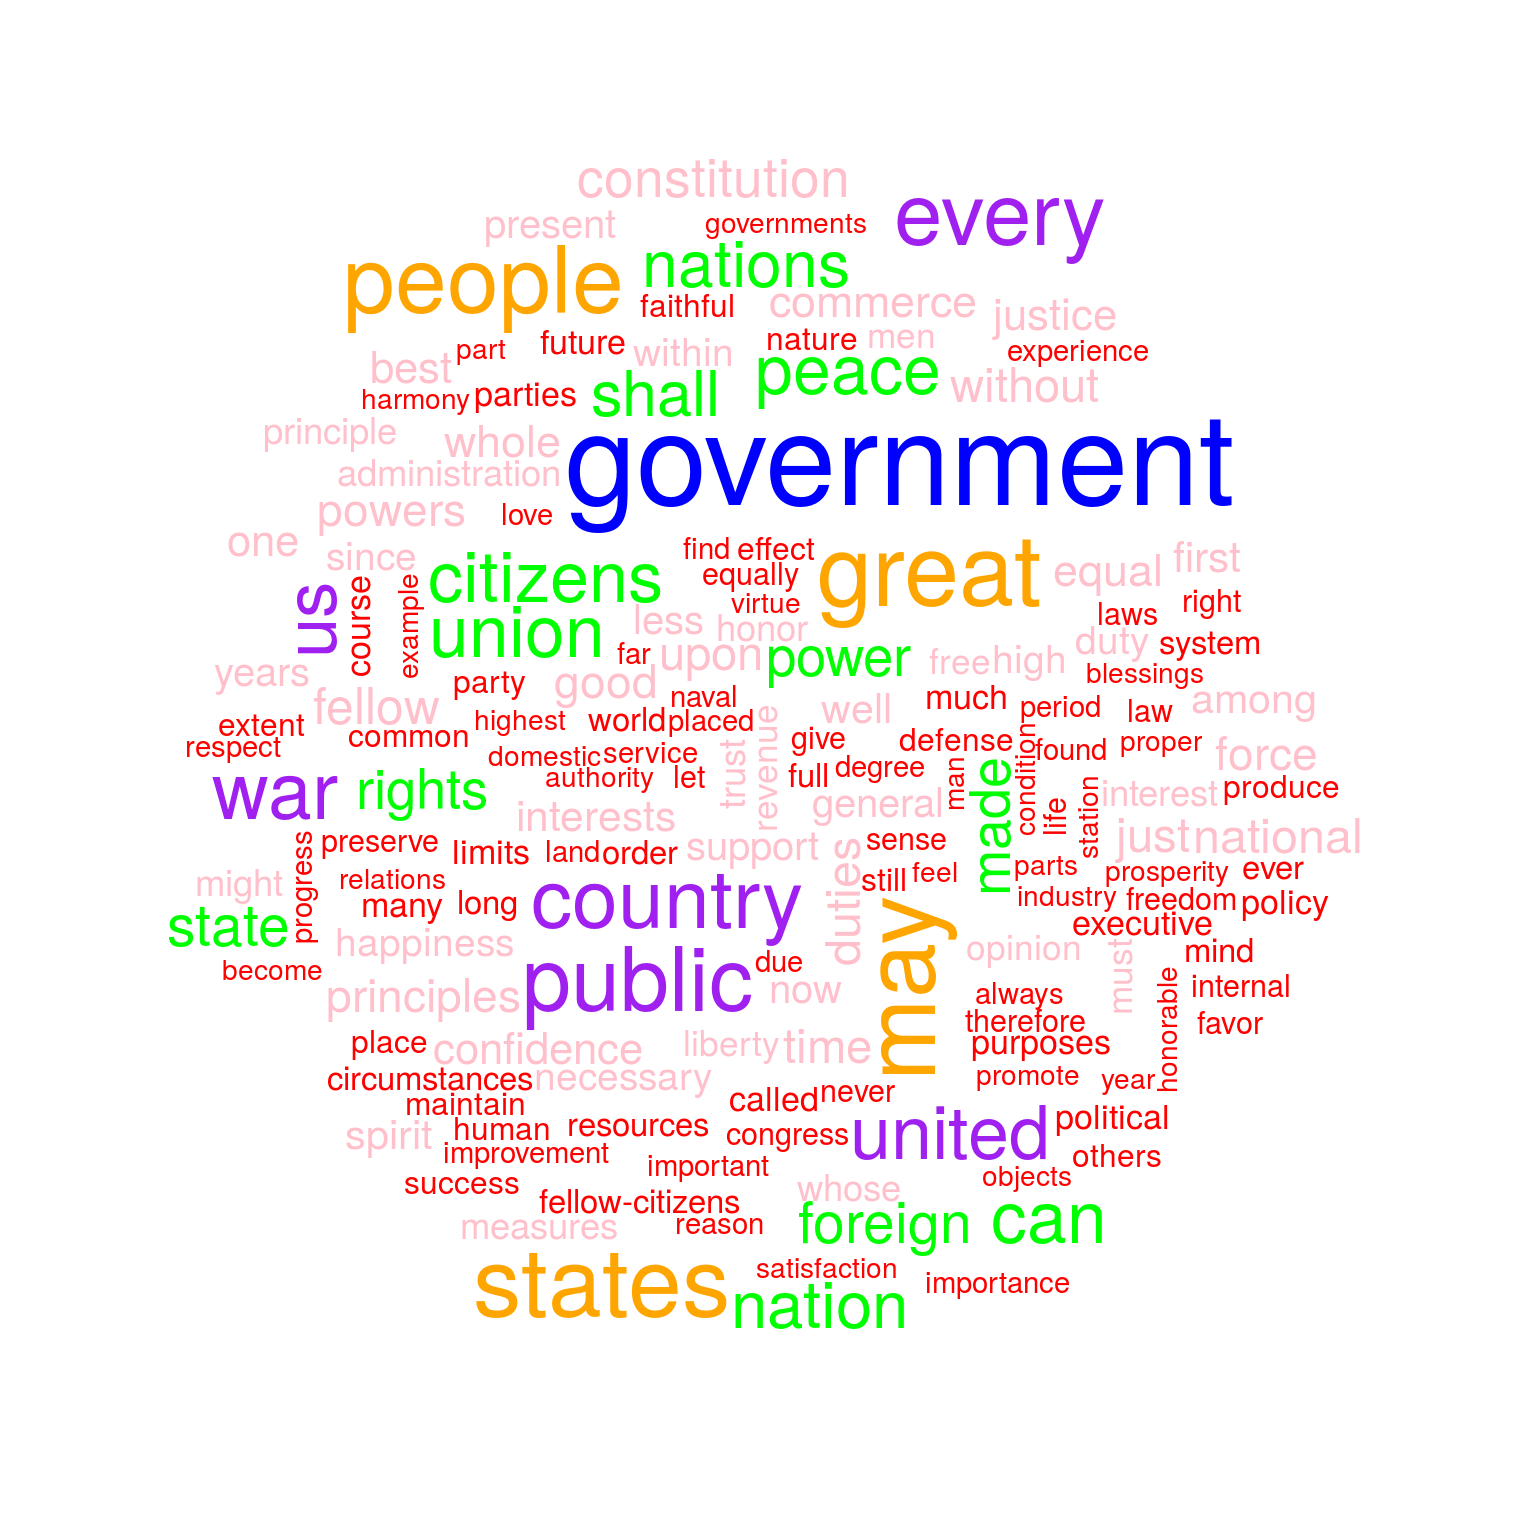 constitution
every
present
governments
people
nations
faithful
commerce
justice
part
future
within
nature
men
experience
best
harmony
parties
shall
peace
without
principle
whole
administration
government
powers
love
one
since
citizens
find
effect
great
equal
first
us
course
example
equally
virtue
laws
right
union
less
honor
duty
system
far
upon
power
free
high
blessings
years
party
good
naval
fellow
highest
world
placed
well
much
period
law
among
extent
respect
common
domestic
service
trust
revenue
give
defense
condition
found
proper
force
war
rights
authority
let
full
degree
man
made
life
station
interest
produce
interests
general
progress
preserve
limits
land
order
support
duties
sense
just
national
might
relations
many
long
country
still
feel
parts
prosperity
ever
industry
freedom
policy
state
happiness
may
executive
become
public
due
opinion
must
mind
principles
now
always
honorable
internal
therefore
favor
place
confidence
liberty
time
purposes
circumstances
necessary
promote
year
maintain
called
never
spirit
human
resources
congress
united
political
improvement
important
others
success
objects
fellow-citizens
whose
measures
reason
foreign
can
states
satisfaction
importance
nation